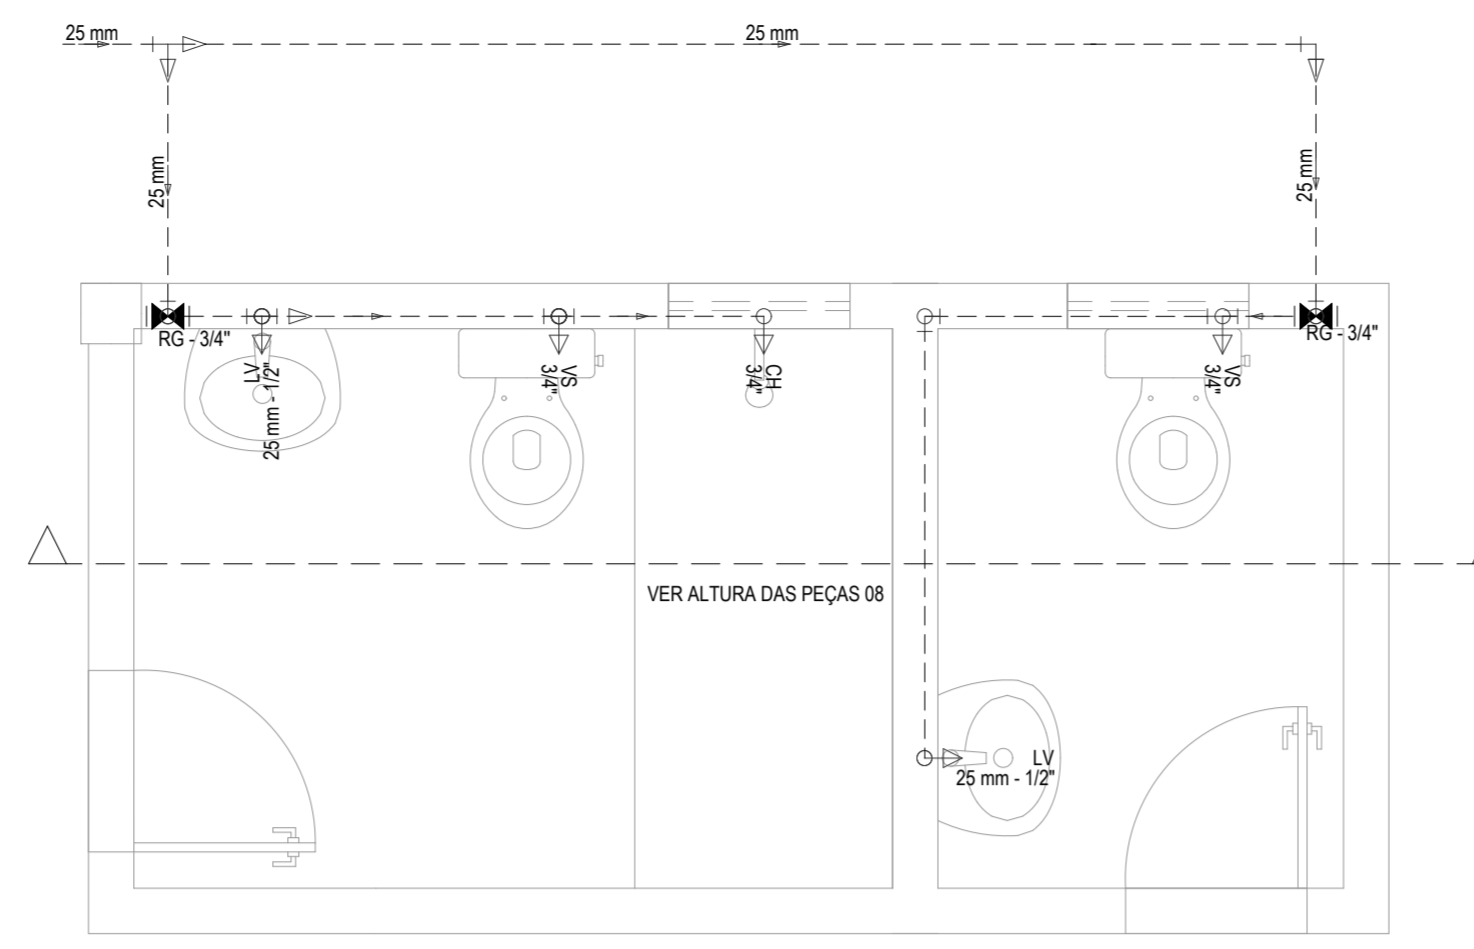 25 mm
25 mm
25 mm
25 mm
RG - 3/4"
RG - 3/4"
LV
25 mm - 1/2"
VS
3/4"
CH
3/4"
VS
3/4"
VER ALTURA DAS PEÇAS 08
LV
25 mm - 1/2"